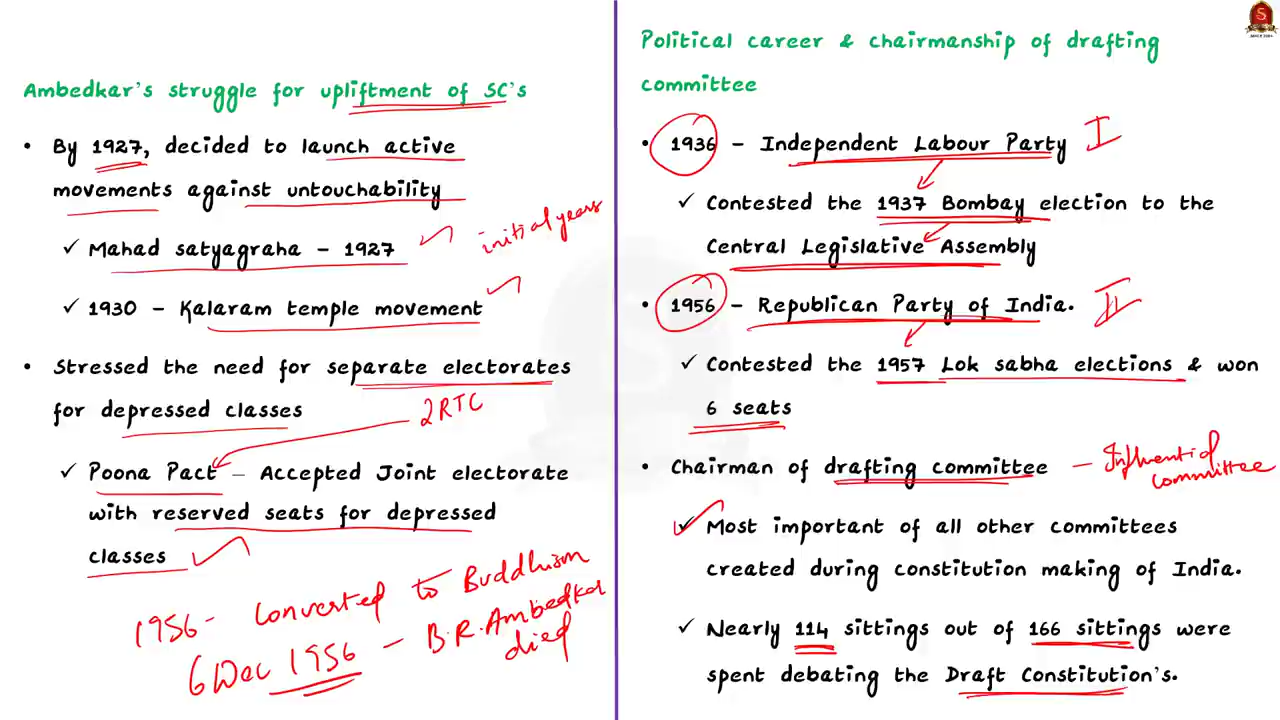 Ambedkar's struggle for upliftment of SC's
• By 1927, decided to launch active
movements against untouchability
✓ Mahad satyagraha – 1927
initial years
✓ 1930 – Kalaram temple movement
• Stressed the need for separate electorates
for depressed classes
2RTC
✓ Poona Pact – Accepted Joint electorate
with reserved seats for depressed
classes
1956- Converted to Buddhism
6 Dec 1956 – B.R.Ambedkar
died
Political career & chairmanship of drafting
committee
• 1936 – Independent Labour Party I
✓ Contested the 1937 Bombay election to the
Central Legislative Assembly
• 1956 – Republican Party of India. II
✓ Contested the 1957 Lok sabha elections & won
6 seats
• Chairman of drafting committee – Influential
committee
✓ Most important of all other committees
created during constitution making of India.
✓ Nearly 114 sittings out of 166 sittings were
spent debating the Draft Constitution's.